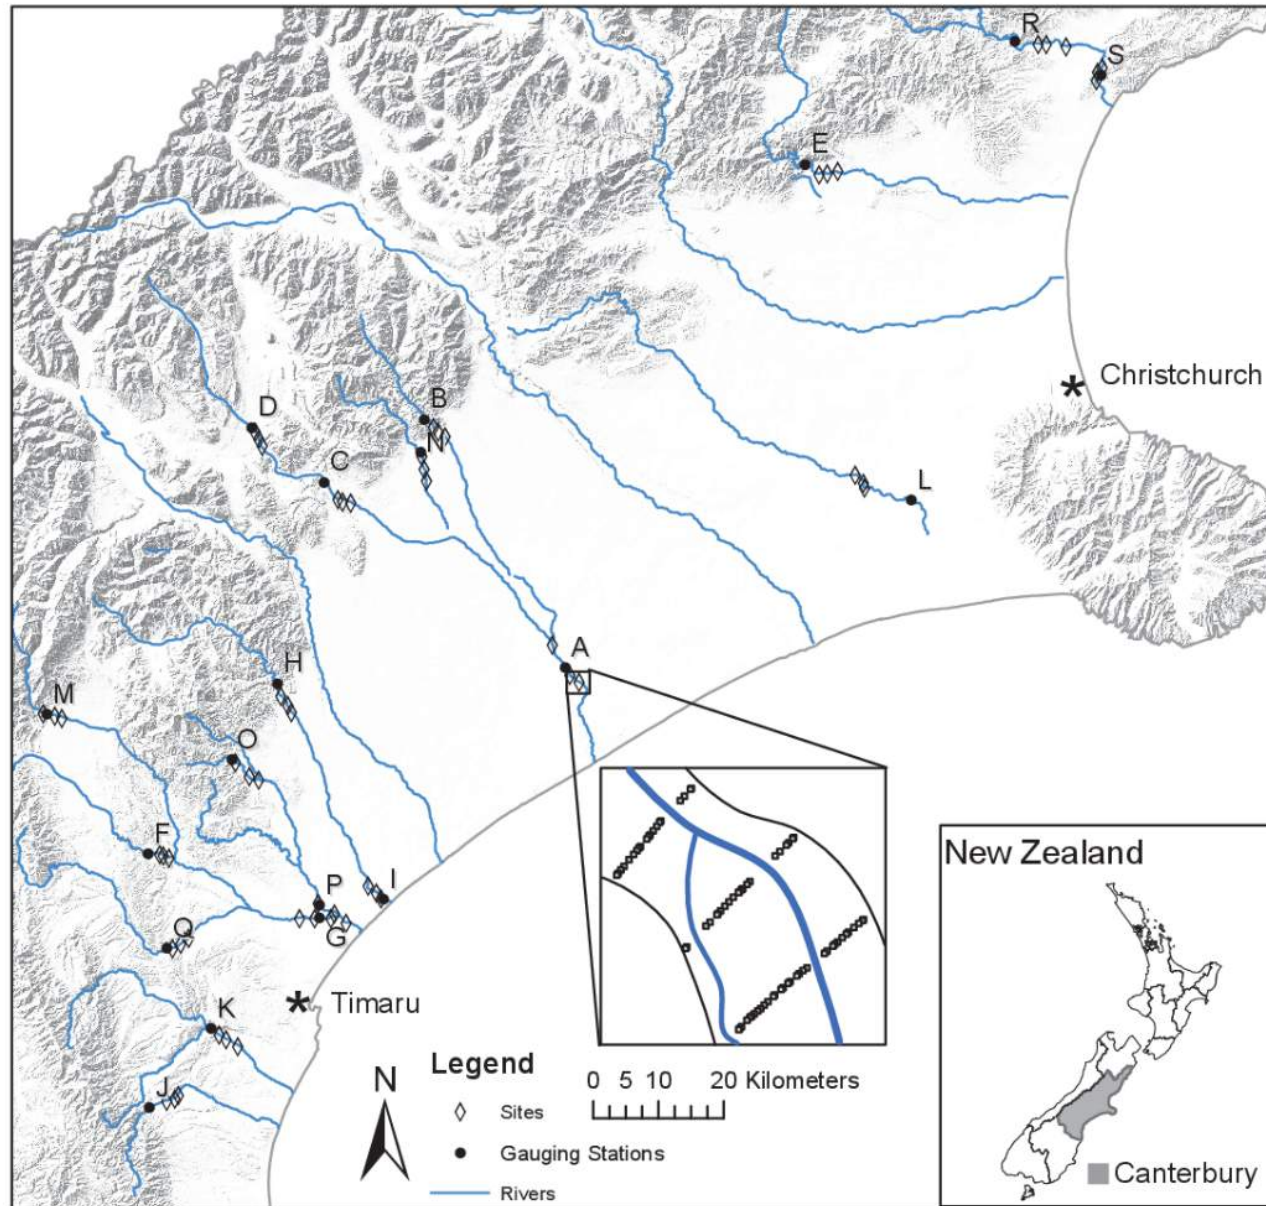 R
S
E
Christchurch
B
D
N
C
L
A
H
M
O
F
P
I
G
Q
New Zealand
K
Timaru
Legend
N
0 5 10 20 Kilometers
J
Sites
Gauging Stations
Canterbury
Rivers